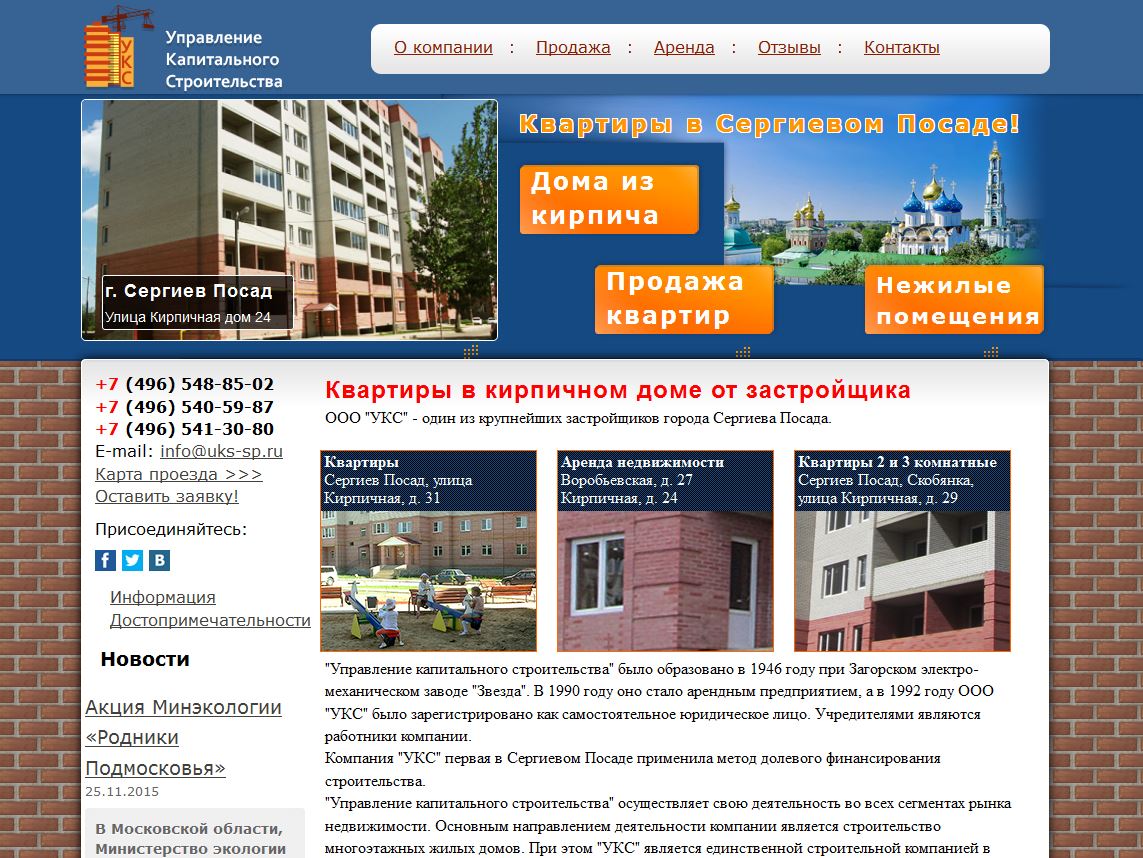 УКС
Управление
Капитального
Строительства
О компании : Продажа : Аренда : Отзывы : Контакты
Квартиры в Сергиевом Посаде!
Дома из
кирпича
Продажа
квартир
Нежилые
помещения
г. Сергиев Посад
Улица Кирпичная дом 24
+7 (496) 548-85-02
+7 (496) 540-59-87
+7 (496) 541-30-80
E-mail: info@uks-sp.ru
Карта проезда >>>
Оставить заявку!
Присоединяйтесь:
Информация
Достопримечательности
Новости
Акция Минэкологии
«Родники
Подмосковья»
25.11.2015
В Московской области,
Министерство экологии
Квартиры в кирпичном доме от застройщика
ООО "УКС" - один из крупнейших застройщиков города Сергиева Посада.
Квартиры
Сергиев Посад, улица
Кирпичная, д. 31
Аренда недвижимости
Воробьевская, д. 27
Кирпичная, д. 24
Квартиры 2 и 3 комнатные
Сергиев Посад, Скобянка,
улица Кирпичная, д. 29
"Управление капитального строительства" было образовано в 1946 году при Загорском электро-
механическом заводе "Звезда". В 1990 году оно стало арендным предприятием, а в 1992 году ООО
"УКС" было зарегистрировано как самостоятельное юридическое лицо. Учредителями являются
работники компании.
Компания "УКС" первая в Сергиевом Посаде применила метод долевого финансирования
строительства.
"Управление капитального строительства" осуществляет свою деятельность во всех сегментах рынка
недвижимости. Основным направлением деятельности компании является строительство
многоэтажных жилых домов. При этом "УКС" является единственной строительной компанией в